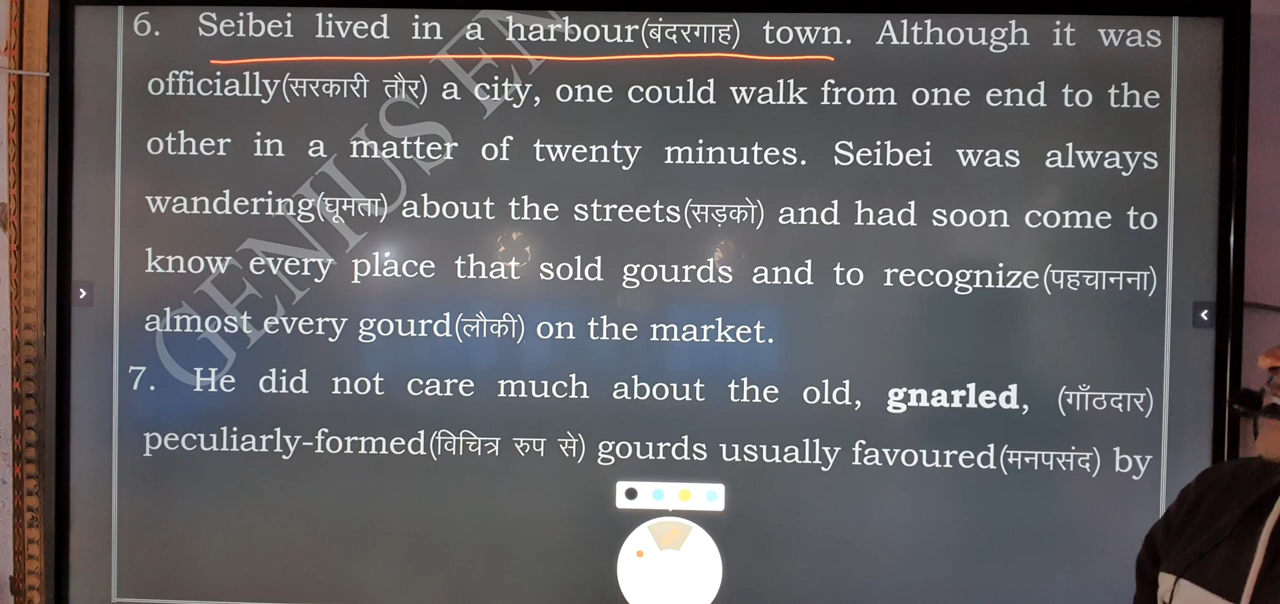 6. Seibei lived in a harbour(बंदरगाह) town. Although it was
officially(सरकारी तौर) a city, one could walk from one end to the
other in a matter of twenty minutes. Seibei was always
wandering(घूमता) about the streets(सड़को) and had soon come to
know every place that sold gourds and to recognize(पहचानना)
almost every gourd(लौकी) on the market.
7. He did not care much about the old, gnarled, (गाँठदार)
peculiarly-formed(विचित्र रुप से) gourds usually favoured(मनपसंद) by
GENIUS EN